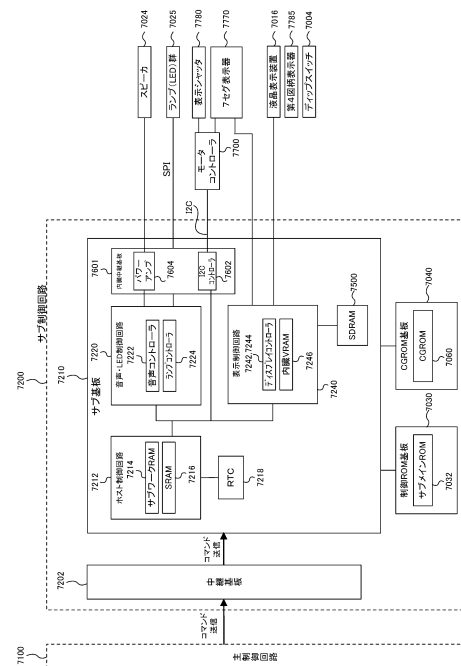 7100
主制御回路
コマンド
送信
7202
中継基板
コマンド
送信
7200
サブ制御回路
7210
サブ基板
7212
ホスト制御回路
7214
サブワークRAM
SRAM
7216
RTC
7218
7220
音声・LED制御回路
7222
音声コントローラ
ランプコントローラ
7224
7601
内臓中継基板
パワー
アンプ
7604
I2C
コントローラ
7602
表示制御回路
7242,7244
ディスプレイコントローラ
内臓VRAM
7246
7240
SDRAM
7500
制御ROM基板
7030
サブメインROM
7032
CGROM基板
7040
CGROM
7060
SPI
I2C
モータ
コントローラ
7700
スピーカ
7024
ランプ(LED)群
7025
表示シャッタ
7780
7セグ表示器
7770
液晶表示装置
7016
第4図柄表示器
7785
ディップスイッチ
7004